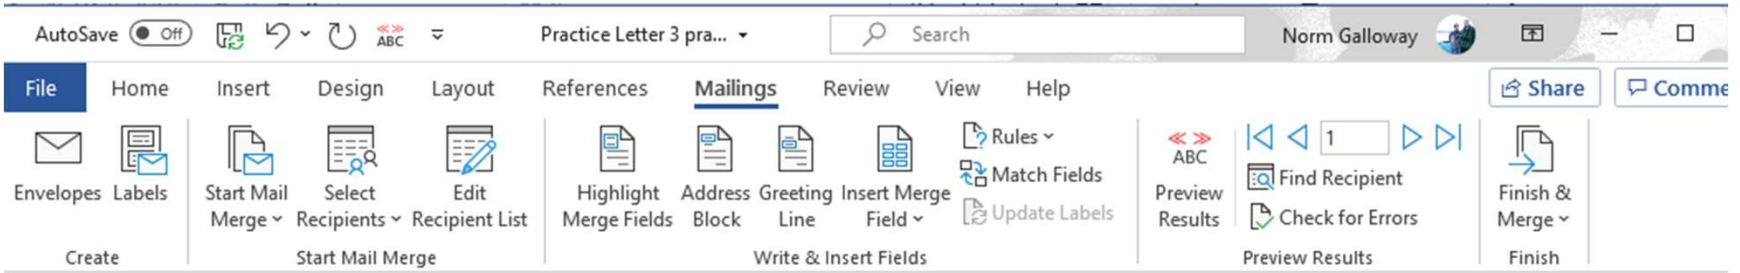 AutoSave Off ABC Practice Letter 3 pra... Search Norm Galloway
File Home Insert Design Layout References Mailings Review View Help Share Comme
Envelopes Labels
Create
Start Mail Merge
Select Recipients
Edit Recipient List
Start Mail Merge
Highlight Merge Fields
Address Block
Greeting Line
Insert Merge Field
Rules
Match Fields
Update Labels
Write & Insert Fields
ABC
Preview Results
1
Find Recipient
Check for Errors
Preview Results
Finish & Merge
Finish